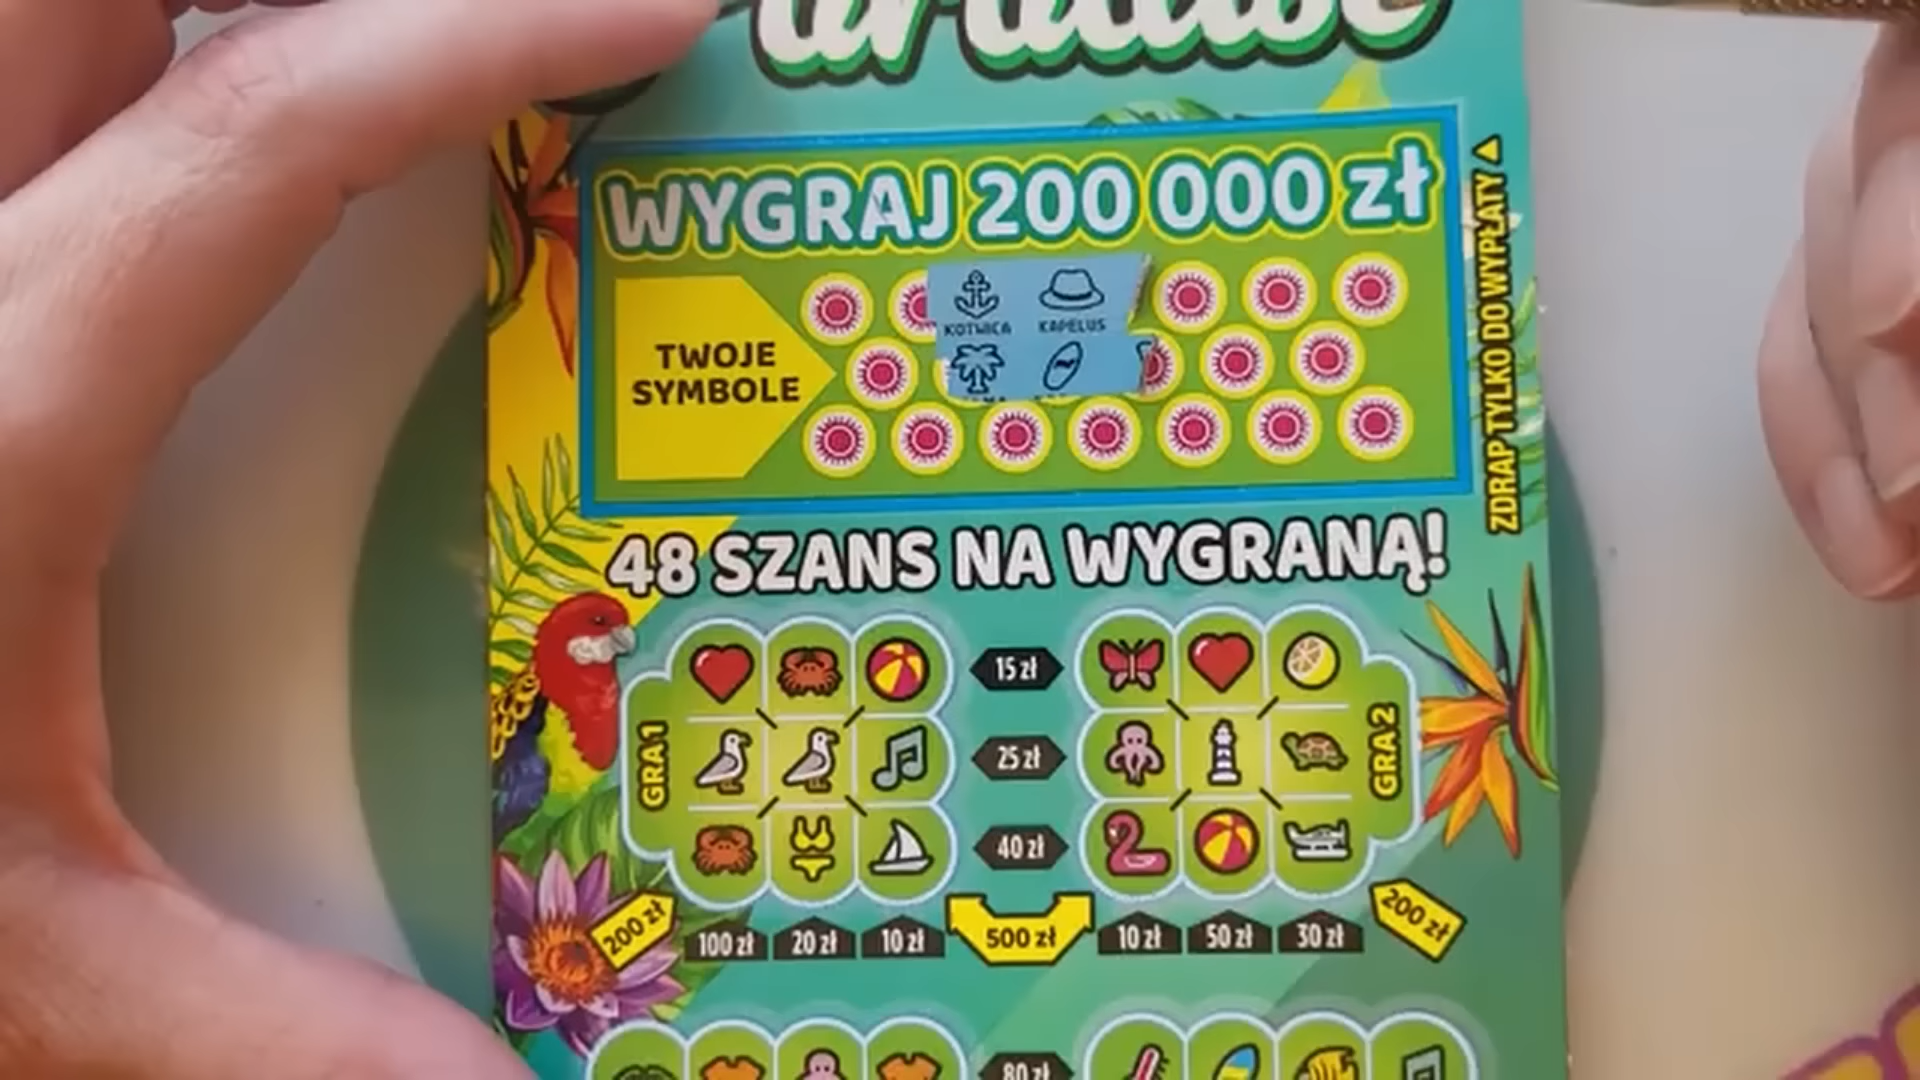 WYGRAJ 200 000 zł
KOTWICA KAPELUS
TWOJE
SYMBOLE
ZDRAP TYLKO DO WYPŁATY
48 SZANS NA WYGRANĄ!
15 zł
GRA 1
25 zł
GRA 2
40 zł
200 zł
100 zł
20 zł
10 zł
500 zł
10 zł
50 zł
30 zł
200 zł
80 zł